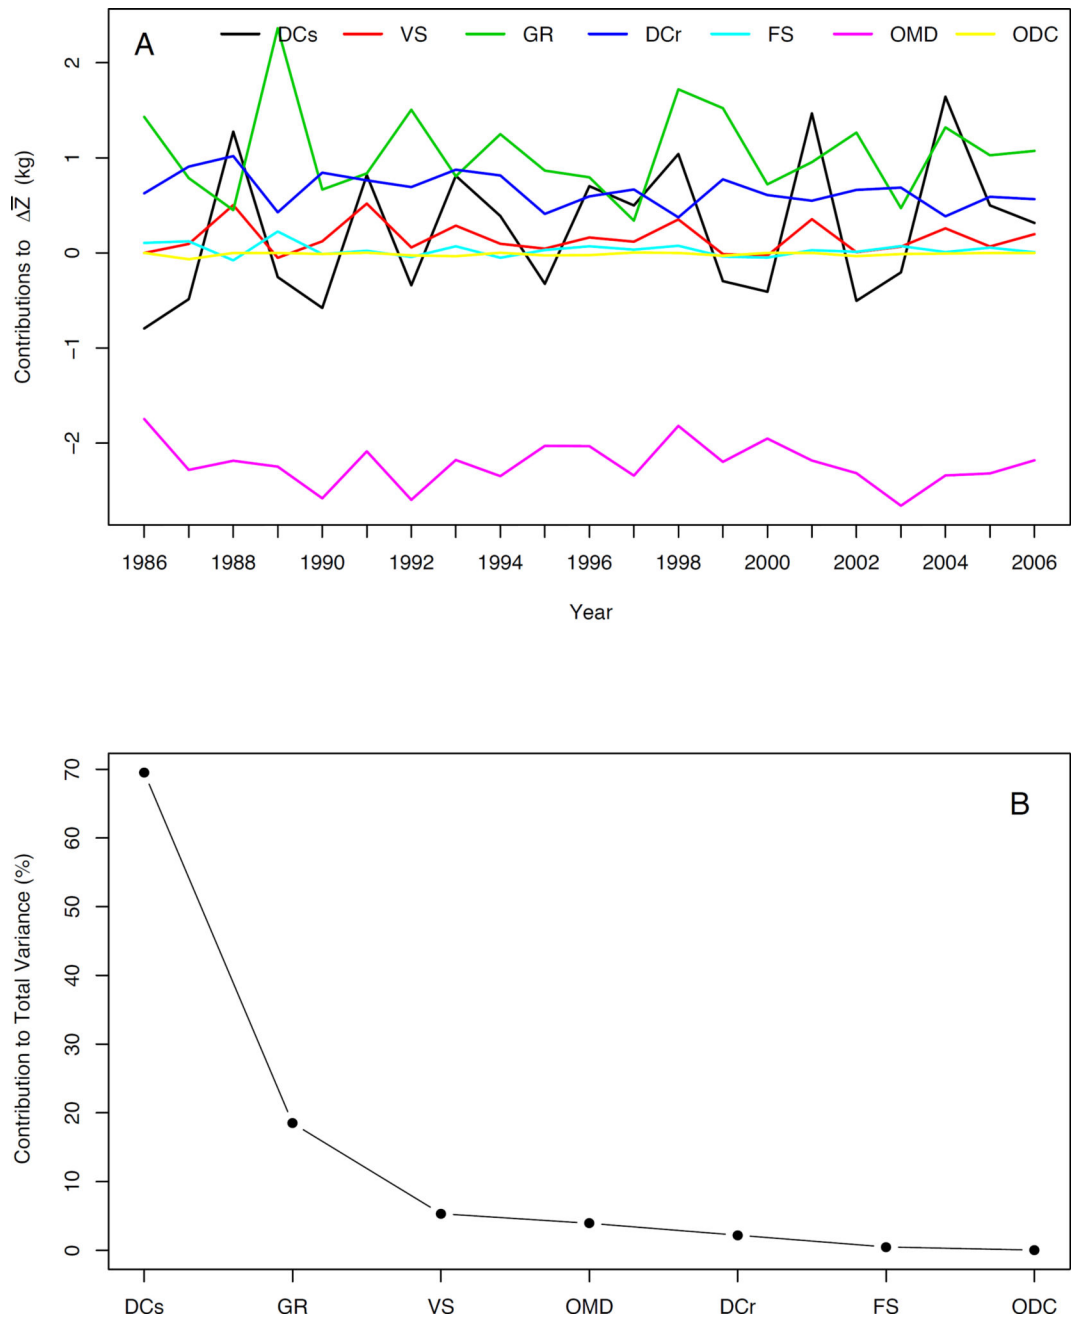 A DCs VS GR DCr FS OMD ODC
2
1
0
−1
−2
Contributions to ΔZ̿ (kg)
1986 1988 1990 1992 1994 1996 1998 2000 2002 2004 2006
Year
B
70
60
50
40
30
20
10
0
Contribution to Total Variance (%)
DCs GR VS OMD DCr FS ODC